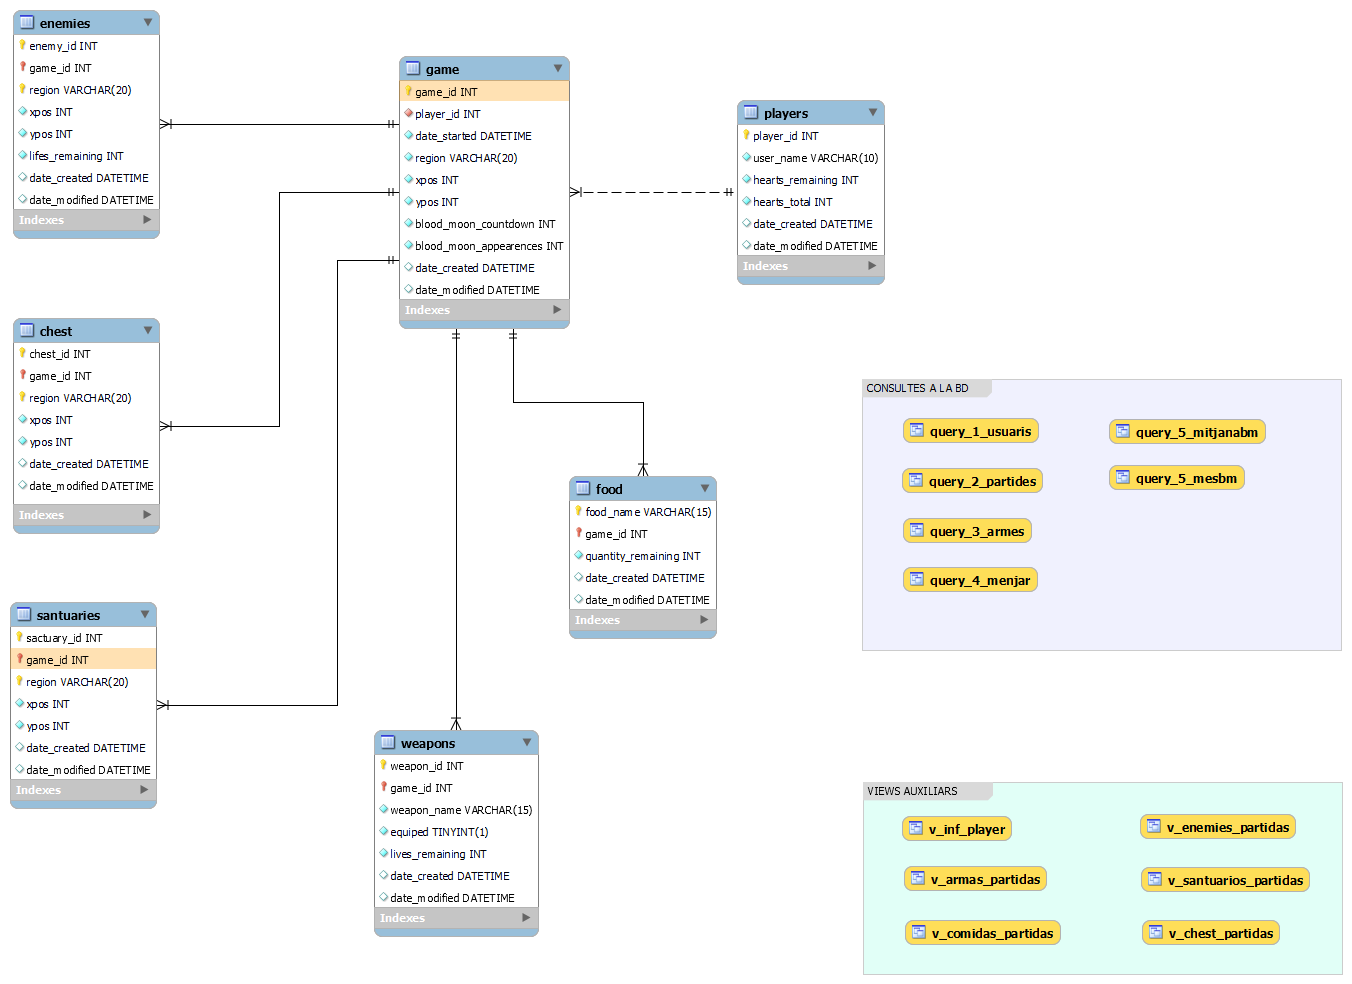 enemies
enemy_id INT
game_id INT
region VARCHAR(20)
xpos INT
ypos INT
lifes_remaining INT
date_created DATETIME
date_modified DATETIME
Indexes
game
game_id INT
player_id INT
date_started DATETIME
region VARCHAR(20)
xpos INT
ypos INT
blood_moon_countdown INT
blood_moon_appearences INT
date_created DATETIME
date_modified DATETIME
Indexes
players
player_id INT
user_name VARCHAR(10)
hearts_remaining INT
hearts_total INT
date_created DATETIME
date_modified DATETIME
Indexes
chest
chest_id INT
game_id INT
region VARCHAR(20)
xpos INT
ypos INT
date_created DATETIME
date_modified DATETIME
Indexes
food
food_name VARCHAR(15)
game_id INT
quantity_remaining INT
date_created DATETIME
date_modified DATETIME
Indexes
santuaries
sactuary_id INT
game_id INT
region VARCHAR(20)
xpos INT
ypos INT
date_created DATETIME
date_modified DATETIME
Indexes
weapons
weapon_id INT
game_id INT
weapon_name VARCHAR(15)
equiped TINYINT(1)
lives_remaining INT
date_created DATETIME
date_modified DATETIME
Indexes
CONSULTES A LA BD
query_1_usuaris
query_5_mitjanabm
query_2_partides
query_5_mesbm
query_3_armes
query_4_menjar
VIEWS AUXILIARS
v_inf_player
v_enemies_partidas
v_armas_partidas
v_santuarios_partidas
v_comidas_partidas
v_chest_partidas